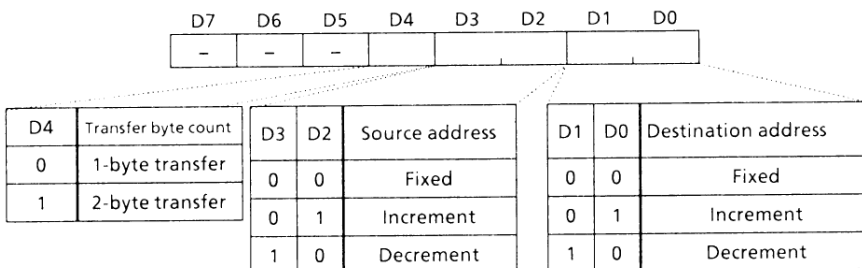 D7 D6 D5 D4 D3 D2 D1 D0
– – –
D4 Transfer byte count
0 1-byte transfer
1 2-byte transfer
D3 D2 Source address
0 0 Fixed
0 1 Increment
1 0 Decrement
D1 D0 Destination address
0 0 Fixed
0 1 Increment
1 0 Decrement